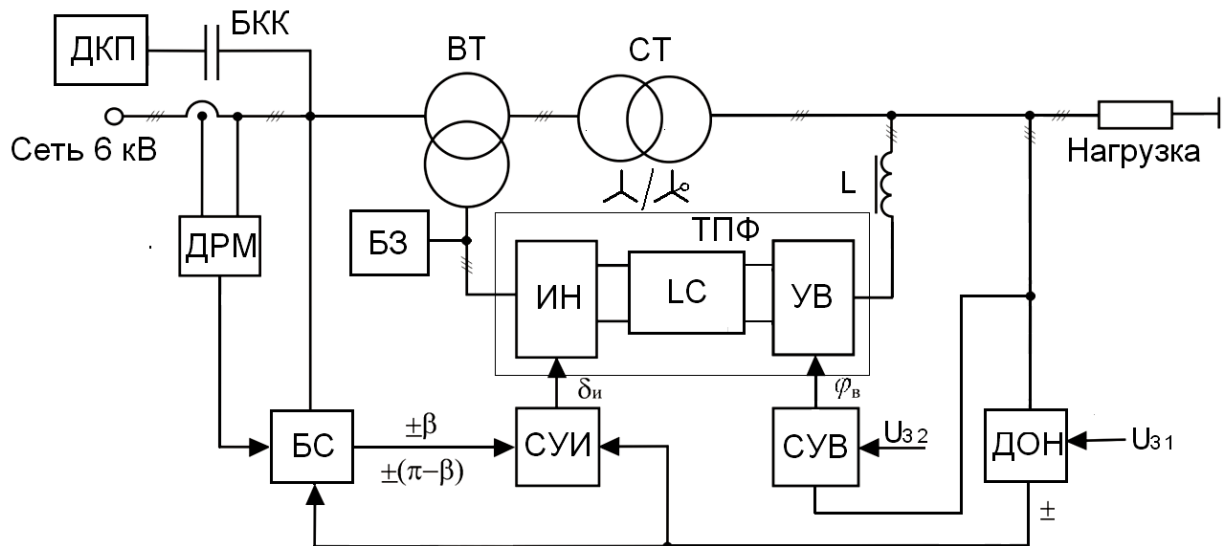 БКК
ДКП
ВТ
СТ
Сеть 6 кВ
Нагрузка
L
ТПФ
ДРМ
БЗ
ИН
LC
УВ
δи
φв
±β
±(π−β)
БС
СУИ
СУВ
Uз2
ДОН
Uз1
±